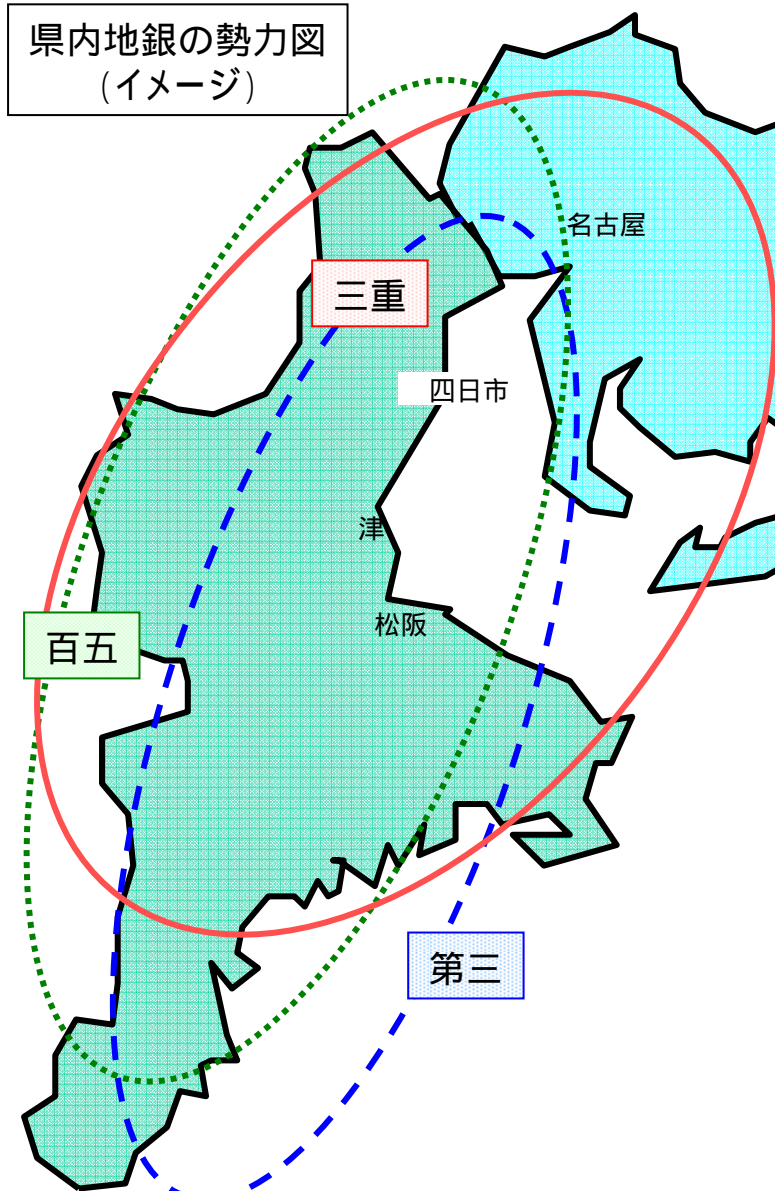 県内地銀の勢力図
(イメージ)
名古屋
三重
四日市
津
松阪
百五
第三